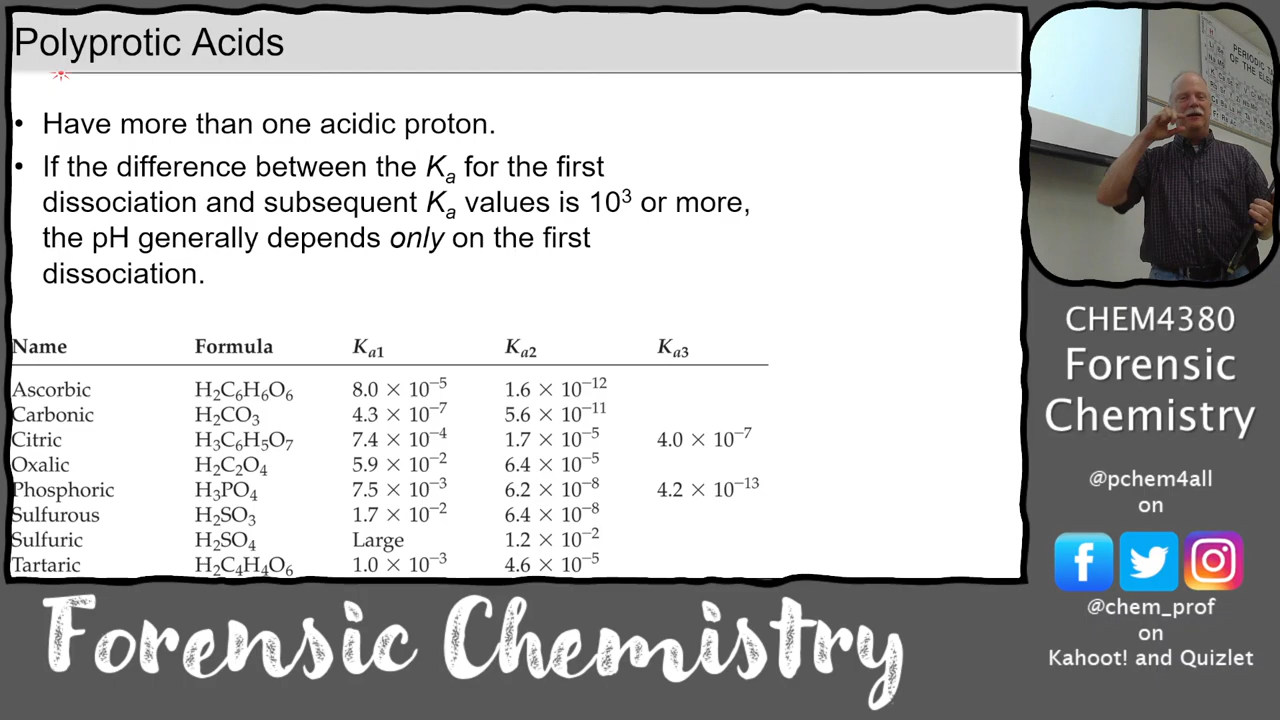 Polyprotic Acids
• Have more than one acidic proton.
• If the difference between the Kₐ for the first
dissociation and subsequent Kₐ values is 10³ or more,
the pH generally depends only on the first
dissociation.
Name Formula Kₐ₁ Kₐ₂ Kₐ₃
Ascorbic H₂C₆H₆O₆ 8.0 × 10⁻⁵ 1.6 × 10⁻¹²
Carbonic H₂CO₃ 4.3 × 10⁻⁷ 5.6 × 10⁻¹¹
Citric H₃C₆H₅O₇ 7.4 × 10⁻⁴ 1.7 × 10⁻⁵ 4.0 × 10⁻⁷
Oxalic H₂C₂O₄ 5.9 × 10⁻² 6.4 × 10⁻⁵
Phosphoric H₃PO₄ 7.5 × 10⁻³ 6.2 × 10⁻⁸ 4.2 × 10⁻¹³
Sulfurous H₂SO₃ 1.7 × 10⁻² 6.4 × 10⁻⁸
Sulfuric H₂SO₄ Large 1.2 × 10⁻²
Tartaric H₂C₄H₄O₆ 1.0 × 10⁻³ 4.6 × 10⁻⁵
PERIODIC
OF THE
CHEM4380
Forensic
Chemistry
@pchem4all
on
@chem_prof
on
Kahoot! and Quizlet
Forensic Chemistry